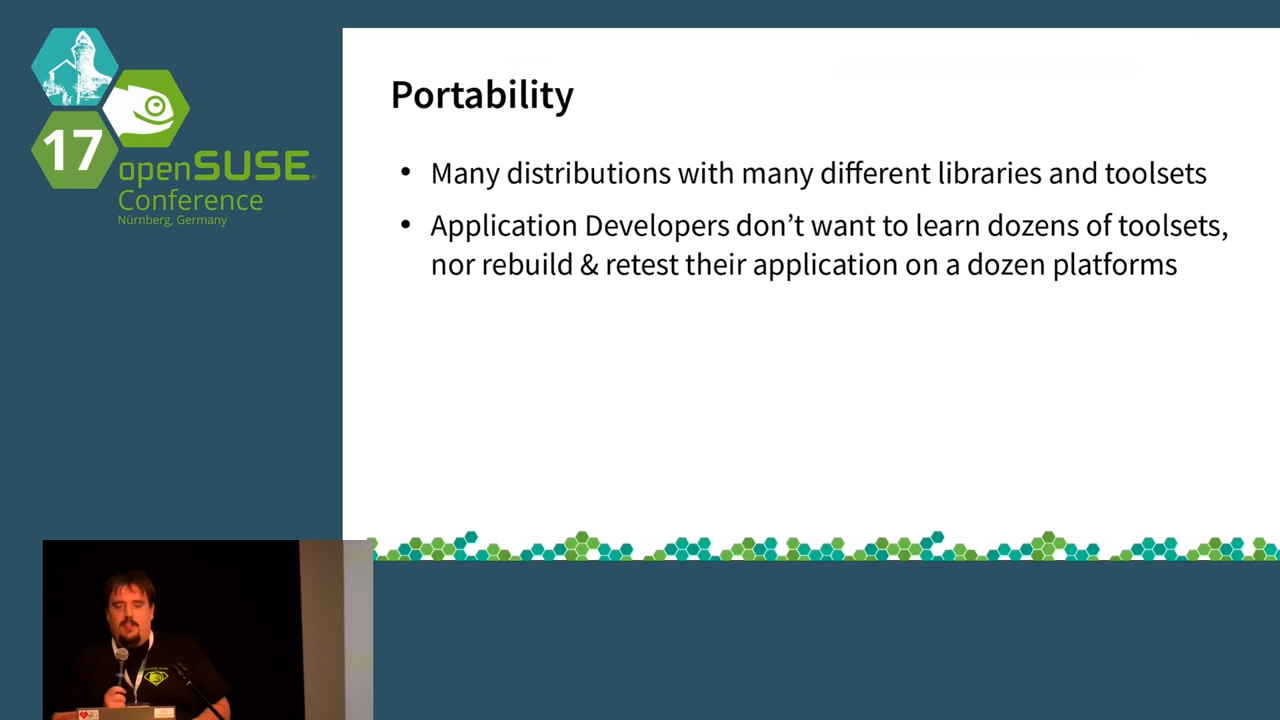 17
openSUSE
Conference
Nürnberg, Germany
Portability
• Many distributions with many different libraries and toolsets
• Application Developers don’t want to learn dozens of toolsets,
nor rebuild & retest their application on a dozen platforms